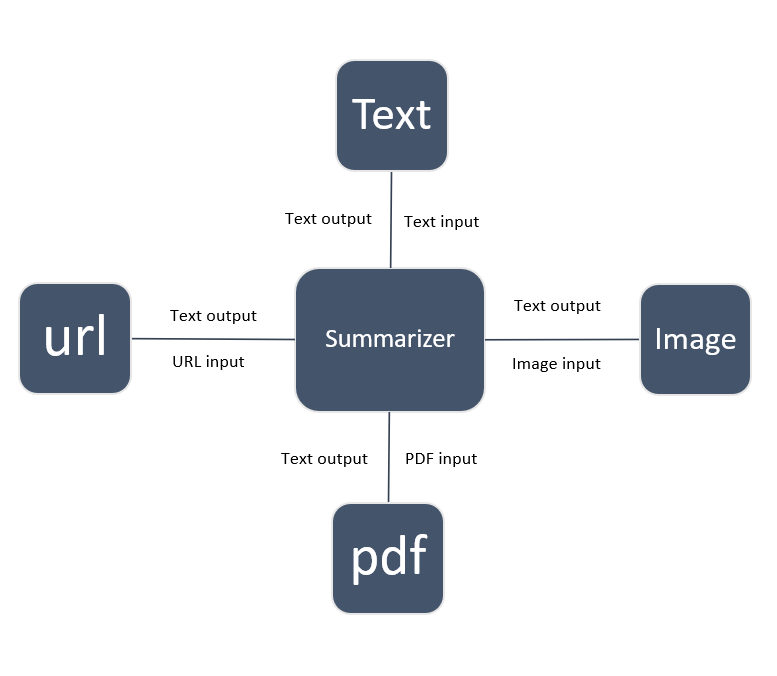 Text
Text output
Text input
Text output
Text output
url
Summarizer
Image
URL input
Image input
Text output
PDF input
pdf